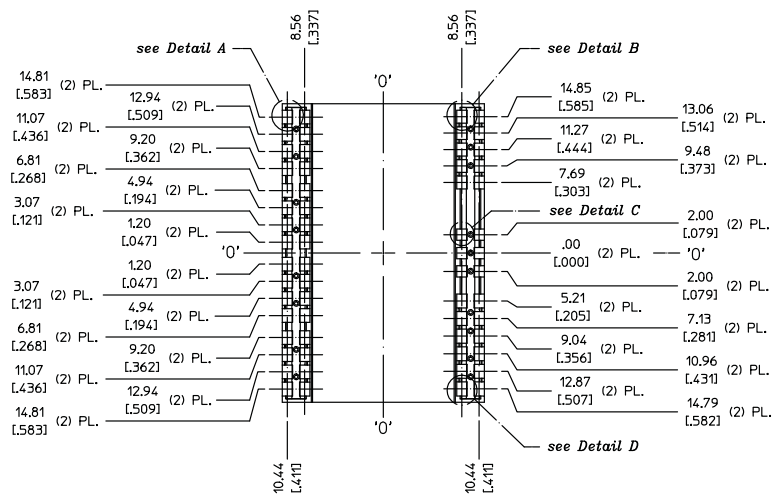 8.56
[.337]
8.56
[.337]
see Detail A
see Detail B
'0'
14.81
[.583] (2) PL.
12.94
[.509] (2) PL.
11.07
[.436] (2) PL.
9.20
[.362] (2) PL.
6.81
[.268] (2) PL.
4.94
[.194] (2) PL.
3.07
[.121] (2) PL.
1.20
[.047] (2) PL.
'0'
1.20
[.047] (2) PL.
3.07
[.121] (2) PL.
4.94
[.194] (2) PL.
6.81
[.268] (2) PL.
9.20
[.362] (2) PL.
11.07
[.436] (2) PL.
12.94
[.509] (2) PL.
14.81
[.583] (2) PL.
14.85
[.585] (2) PL.
13.06
[.514] (2) PL.
11.27
[.444] (2) PL.
9.48
[.373] (2) PL.
7.69
[.303] (2) PL.
see Detail C
2.00
[.079] (2) PL.
.00
[.000] (2) PL.
'0'
2.00
[.079] (2) PL.
5.21
[.205] (2) PL.
7.13
[.281] (2) PL.
9.04
[.356] (2) PL.
10.96
[.431] (2) PL.
12.87
[.507] (2) PL.
14.79
[.582] (2) PL.
'0'
see Detail D
10.44
[.411]
10.44
[.411]